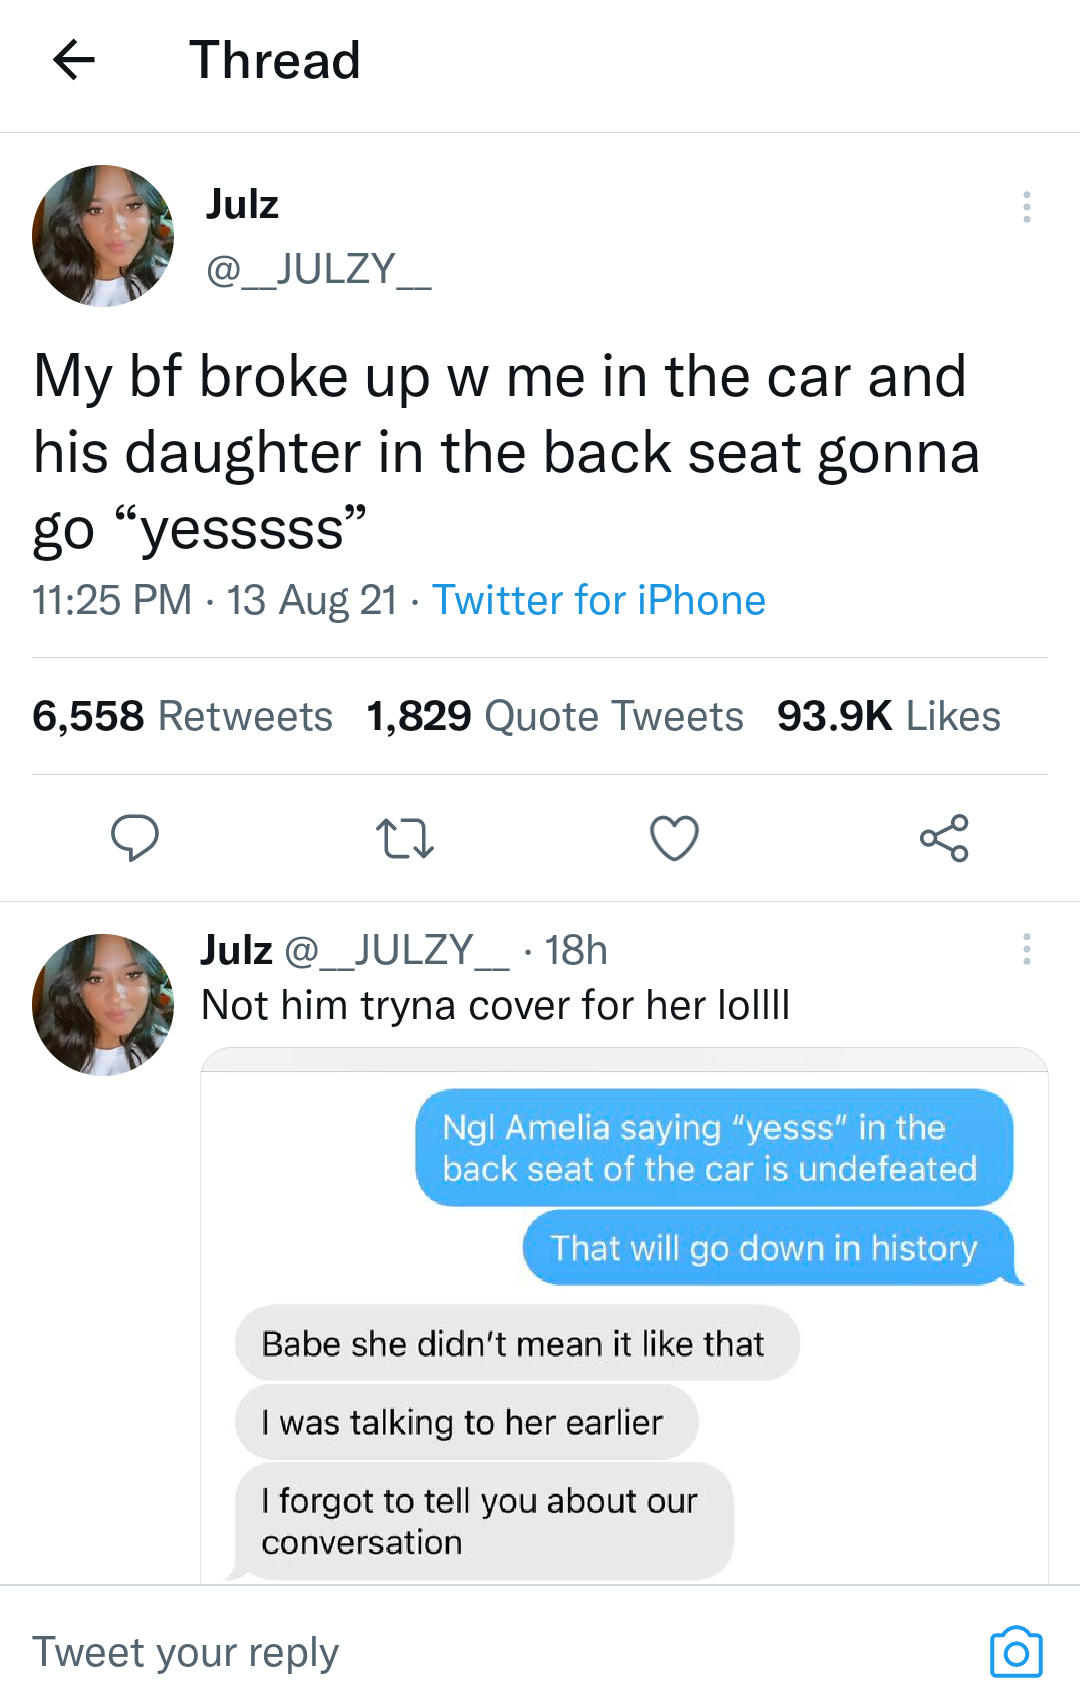 Thread
Julz
@__JULZY__
My bf broke up w me in the car and
his daughter in the back seat gonna
go “yesssss”
11:25 PM · 13 Aug 21 · Twitter for iPhone
6,558 Retweets 1,829 Quote Tweets 93.9K Likes
Julz @__JULZY__ · 18h
Not him tryna cover for her lollll
Ngl Amelia saying “yesss” in the
back seat of the car is undefeated
That will go down in history
Babe she didn’t mean it like that
I was talking to her earlier
I forgot to tell you about our
conversation
Tweet your reply